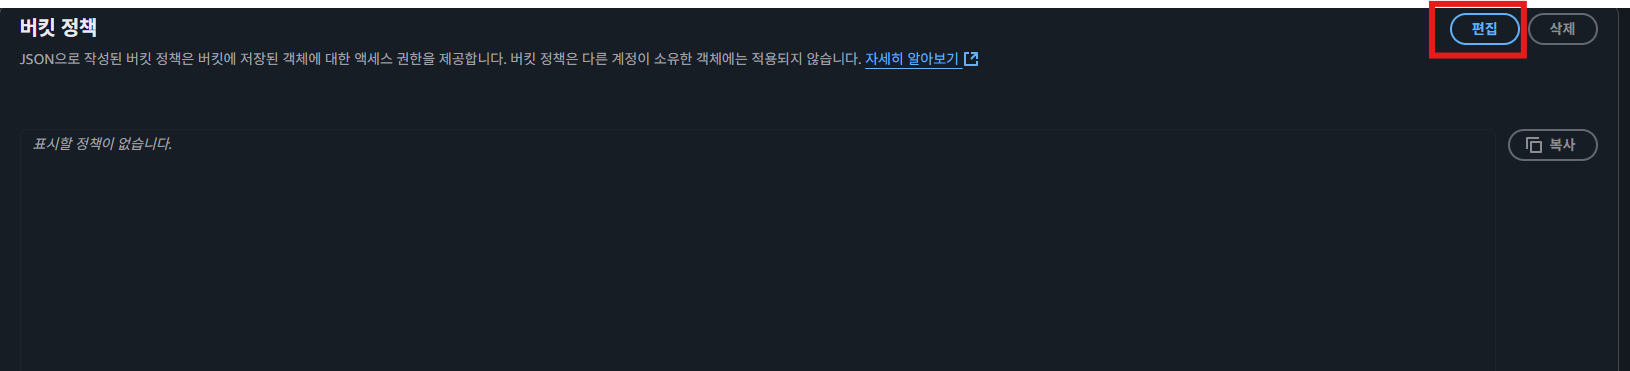 버킷 정책
편집
삭제
JSON으로 작성된 버킷 정책은 버킷에 저장된 객체에 대한 액세스 권한을 제공합니다. 버킷 정책은 다른 계정이 소유한 객체에는 적용되지 않습니다. 자세히 알아보기
표시할 정책이 없습니다.
복사